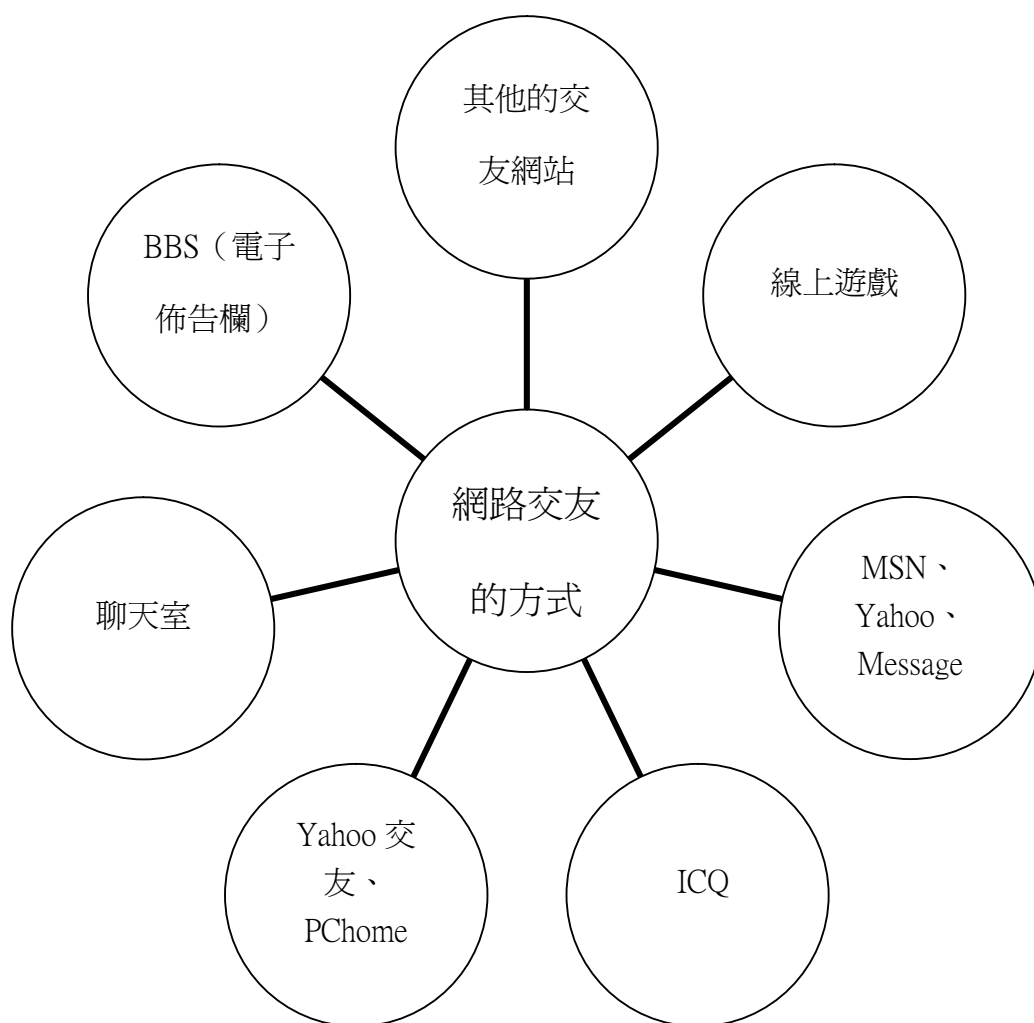 其他的交
友網站
BBS（電子
佈告欄）
線上遊戲
網路交友
的方式
MSN、
Yahoo、
Message
聊天室
Yahoo 交
友、
PChome
ICQ